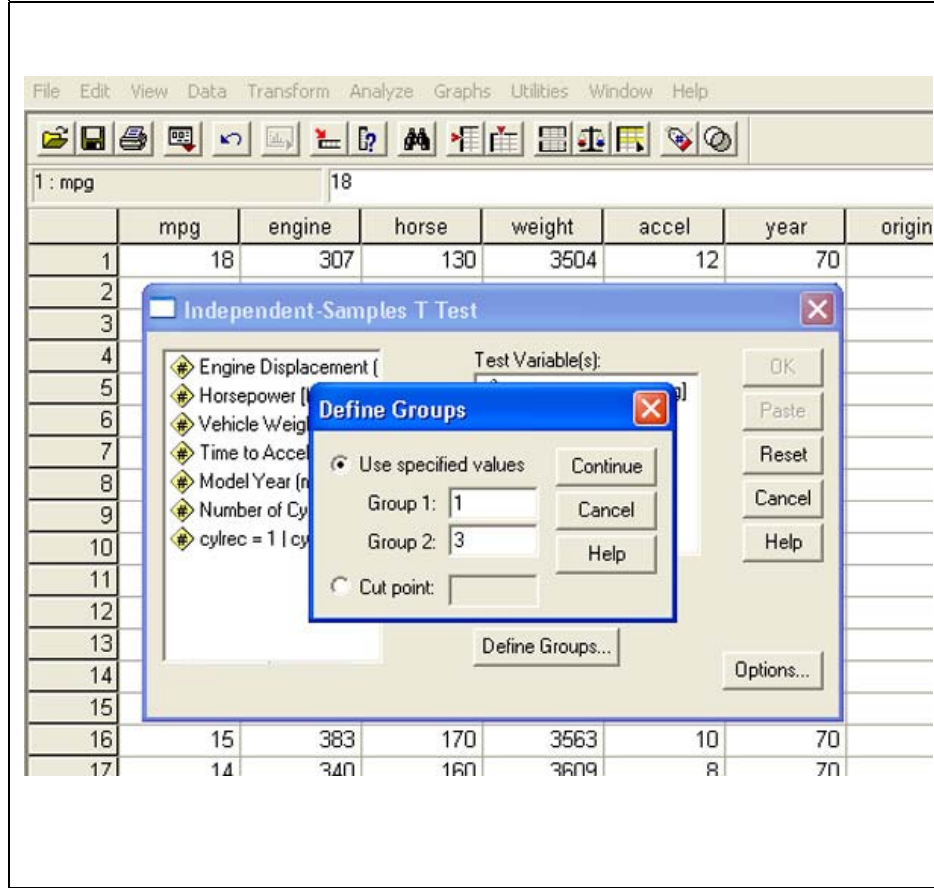 File Edit View Data Transform Analyze Graphs Utilities Window Help
1 : mpg 18
mpg engine horse weight accel year origin
1 18 307 130 3504 12 70
2
3
4
5
6
7
8
9
10
11
12
13
14
15
16 15 383 170 3563 10 70
17 14 340 160 3609 8 70
Independent-Samples T Test
Engine Displacement (
Horsepower [
Vehicle Weig
Time to Accel
Model Year (m
Number of Cy
cylrec = 1 | cy
Test Variable(s):
OK
Paste
Reset
Cancel
Help
Define Groups...
Options...
Define Groups
Use specified values
Group 1: 1
Group 2: 3
Cut point:
Continue
Cancel
Help